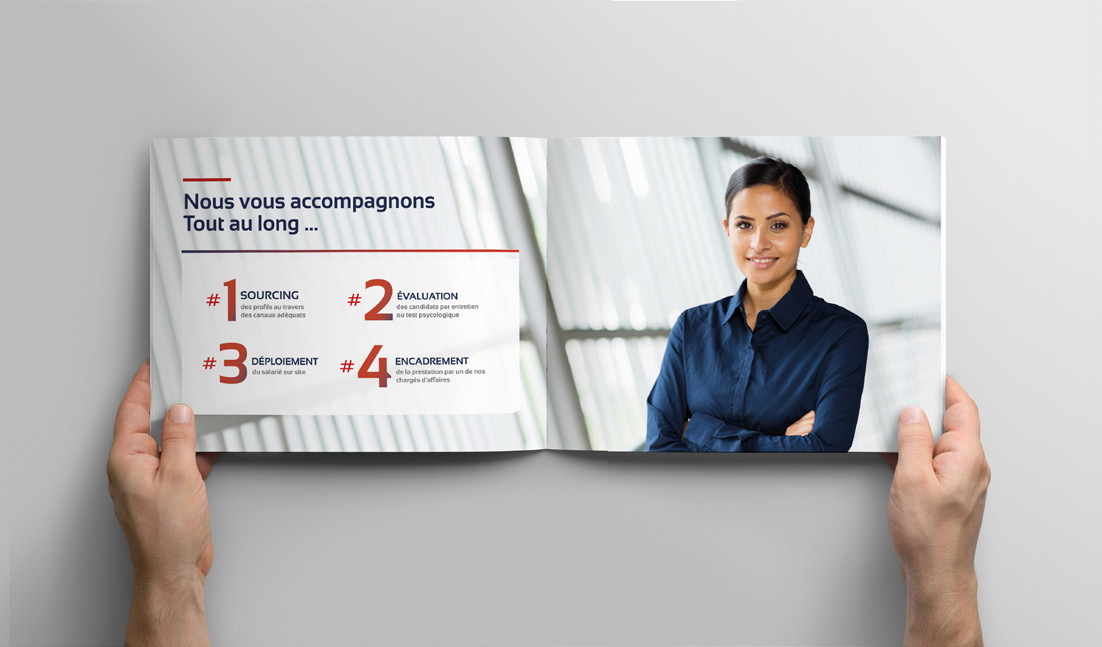 Nous vous accompagnons
Tout au long ...
#1 SOURCING
des profils au travers
des canaux adéquats
#2 ÉVALUATION
des candidats par entretien
ou test psycologique
#3 DÉPLOIEMENT
du salarié sur site
#4 ENCADREMENT
de la prestation par un de nos
chargés d'affaires